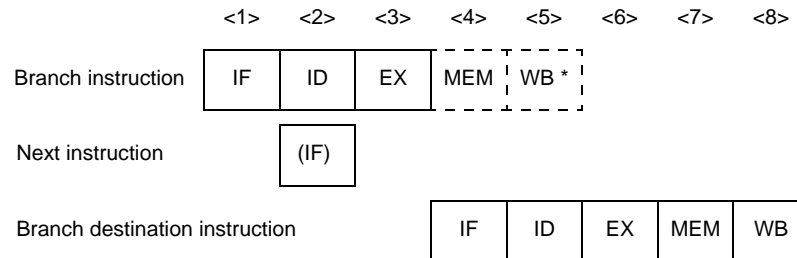 <1> <2> <3> <4> <5> <6> <7> <8>
Branch instruction IF ID EX MEM WB *
Next instruction (IF)
Branch destination instruction IF ID EX MEM WB